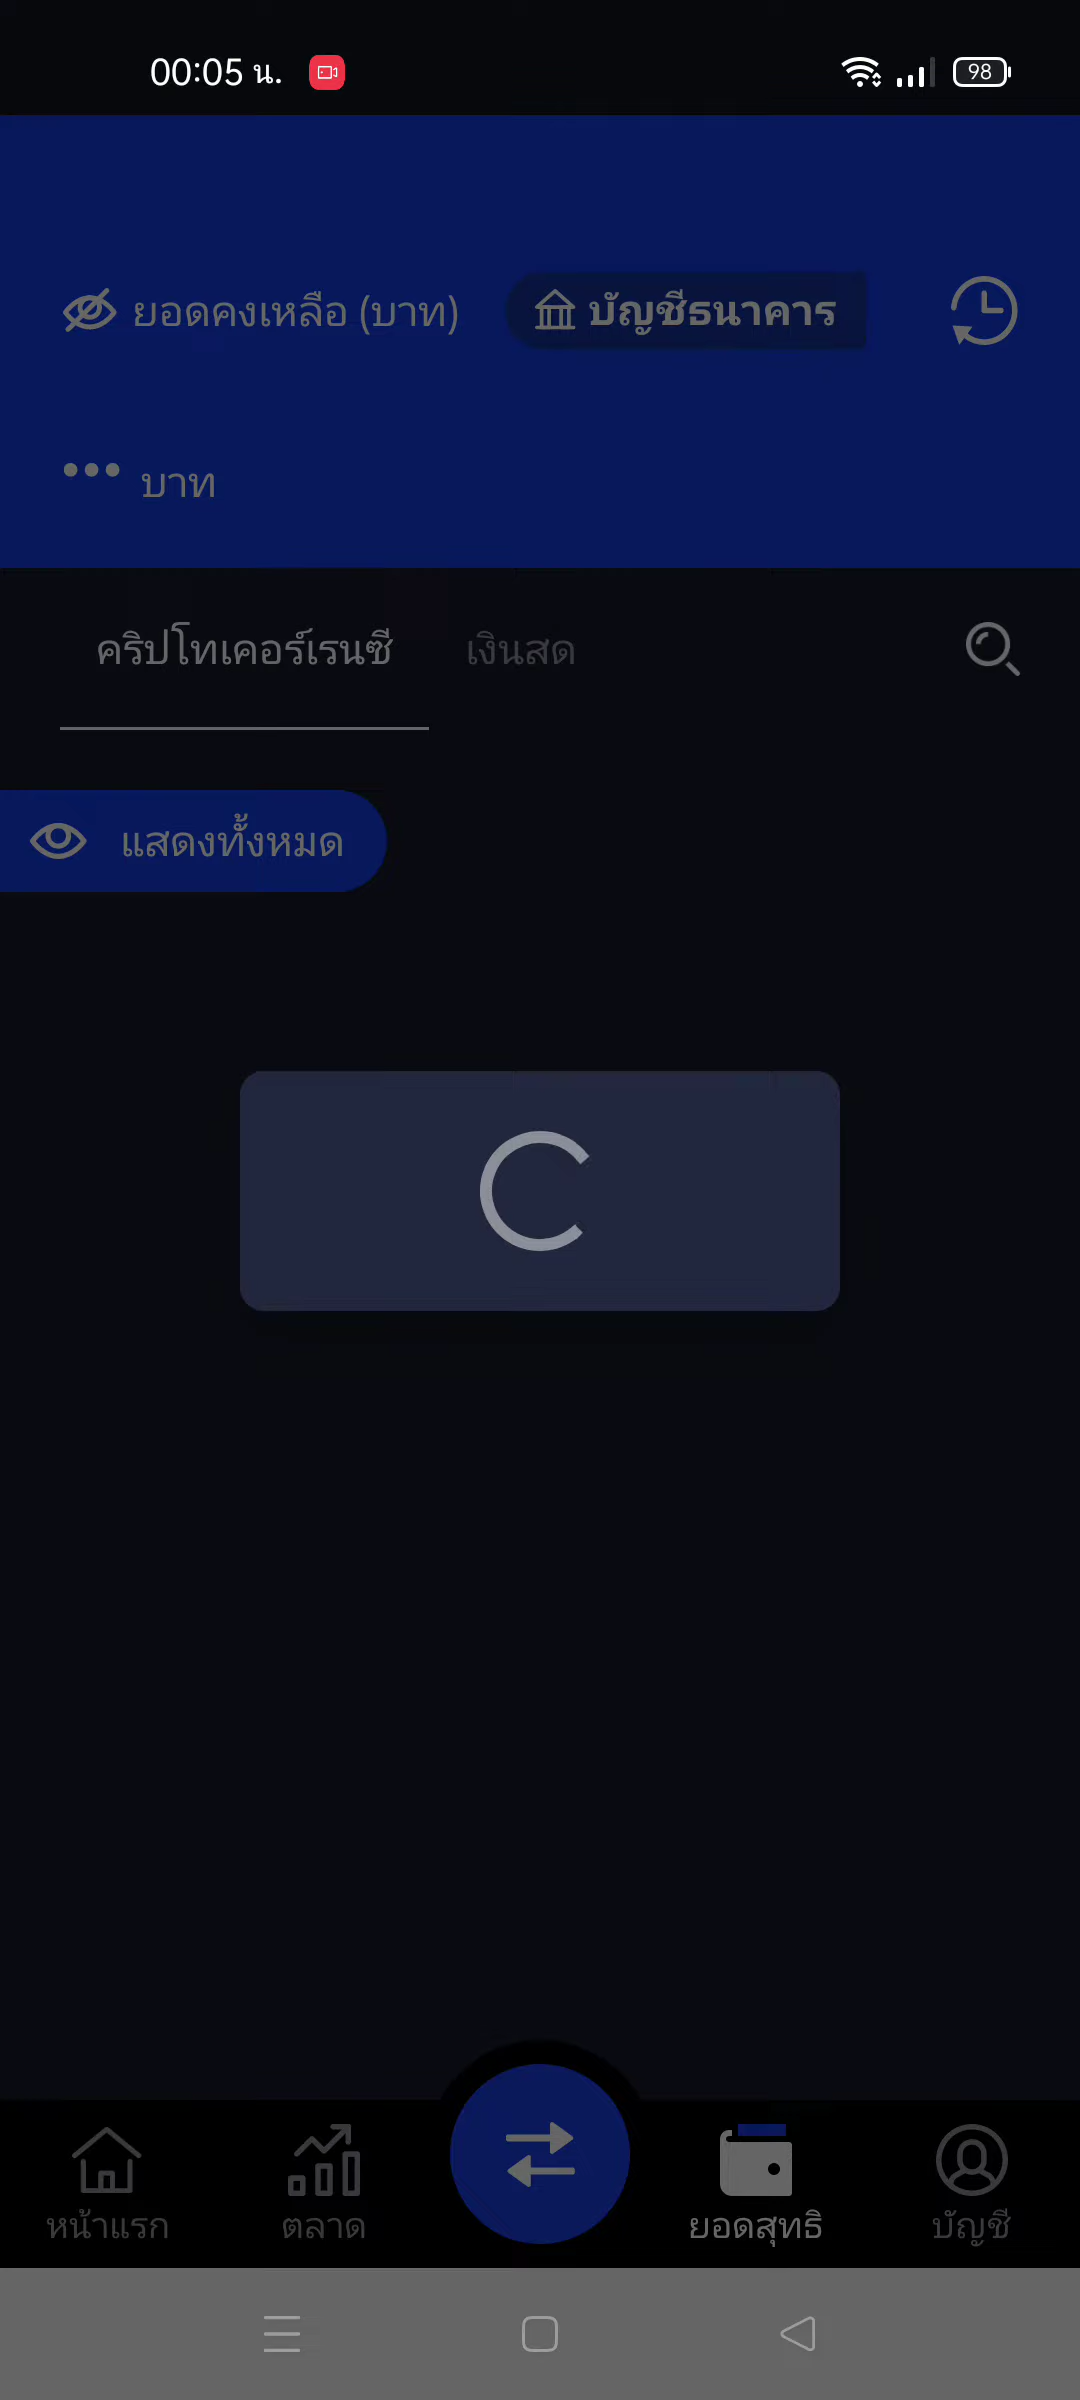 00:05 น.
98
ยอดคงเหลือ (บาท)
บัญชีธนาคาร
••• บาท
คริปโทเคอร์เรนซี
เงินสด
แสดงทั้งหมด
หน้าแรก
ตลาด
ยอดสุทธิ
บัญชี